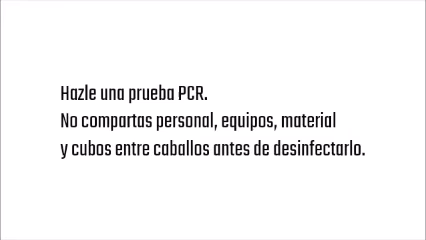 Hazle una prueba PCR.
No compartas personal, equipos, material
y cubos entre caballos antes de desinfectarlo.